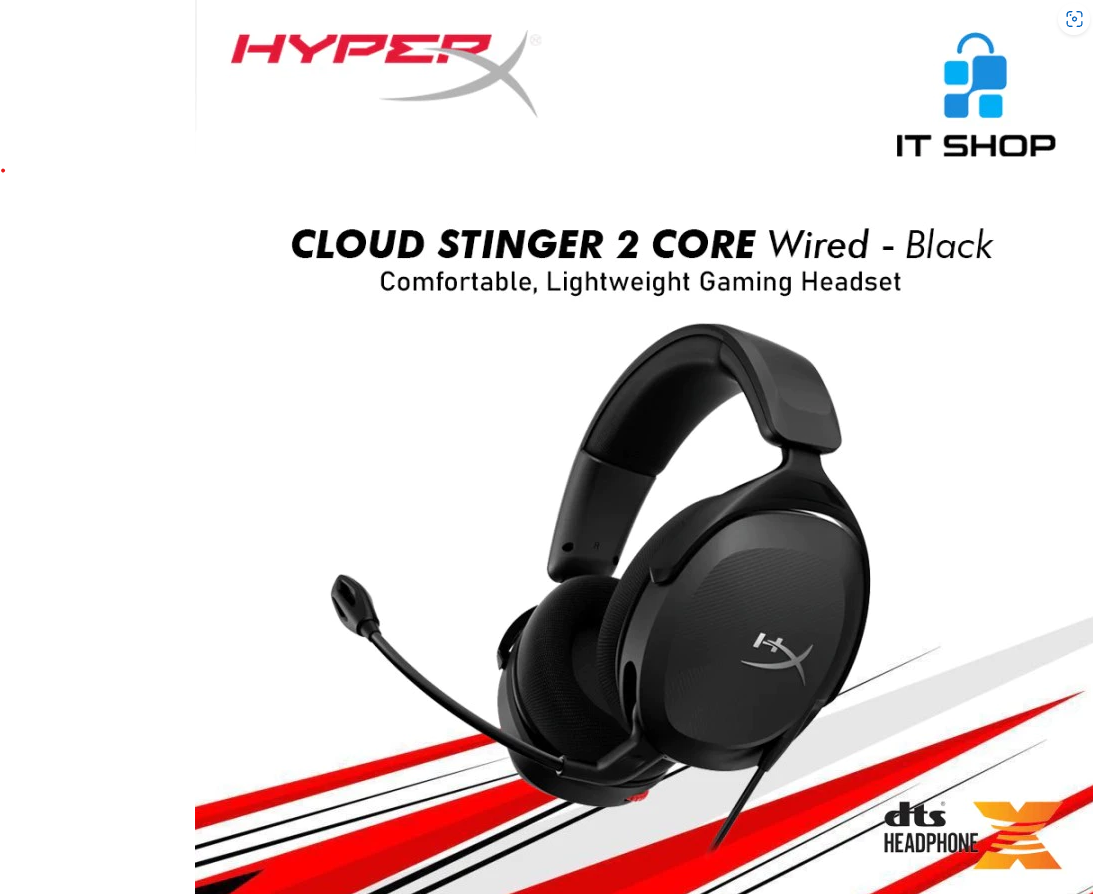 HYPERX®
IT SHOP
CLOUD STINGER 2 CORE Wired - Black
Comfortable, Lightweight Gaming Headset
HX
dts®
HEADPHONE X